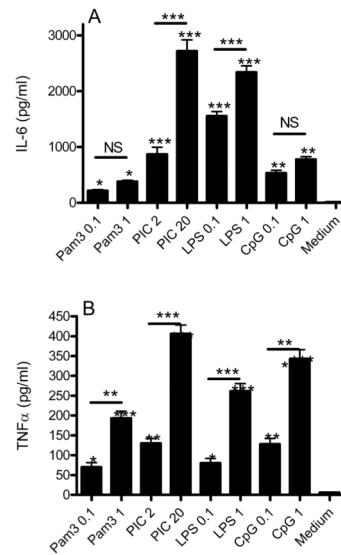 A
***
***
***
***
3000
***
2000
NS
NS
1000
***
**
**
*
*
0
IL-6 (pg/ml)
Pam3 0.1
Pam3 1
PIC 2
PIC 20
LPS 0.1
LPS 1
CpG 0.1
CpG 1
Medium
B
450
400
350
300
250
200
150
100
50
0
***
**
**
***
***
***
**
**
*
*
TNFα (pg/ml)
Pam3 0.1
Pam3 1
PIC 2
PIC 20
LPS 0.1
LPS 1
CpG 0.1
CpG 1
Medium